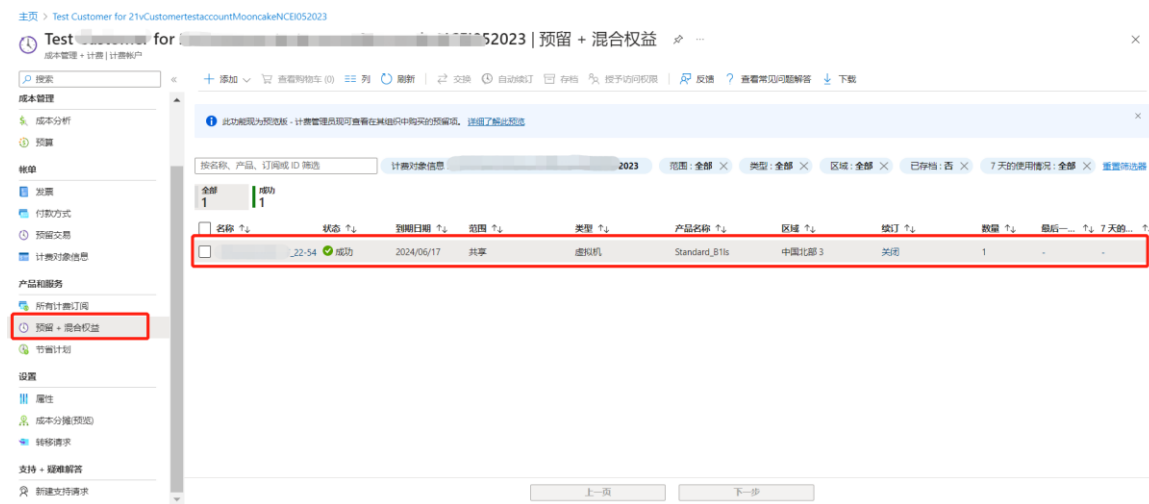 主页 > Test Customer for 21vCustomertestaccountMooncakeNCEI052023
Test for 52023 | 预留 + 混合权益
成本管理 + 计费 | 计费帐户
搜索
添加 查看购物车 (0) 列 刷新 交换 自动续订 存档 授予访问权限 反馈 ? 查看常见问题解答 下载
成本管理
成本分析
预算
帐单
发票
付款方式
预留交易
计费对象信息
产品和服务
所有计费订阅
预留 + 混合权益
节省计划
设置
属性
成本分摊(预览)
转移请求
支持 + 疑难解答
新建支持请求
此功能现为预览版 - 计费管理员现可查看在其组织中购买的预留项。 详细了解此预览
按名称、产品、订阅或 ID 筛选 计费对象信息 2023 范围 : 全部 类型 : 全部 区域 : 全部 已存档 : 否 7 天的使用情况 : 全部 重置筛选器
全部 成功
1 1
名称 ↑↓ 状态 ↑↓ 到期日期 ↑↓ 范围 ↑↓ 类型 ↑↓ 产品名称 ↑↓ 区域 ↑↓ 续订 ↑↓ 数量 ↑↓ 最后一... ↑↓ 7 天的... ↑
_22-54 成功 2024/06/17 共享 虚拟机 Standard_B1ls 中国北部 3 关闭 1 - -
上一页 下一步